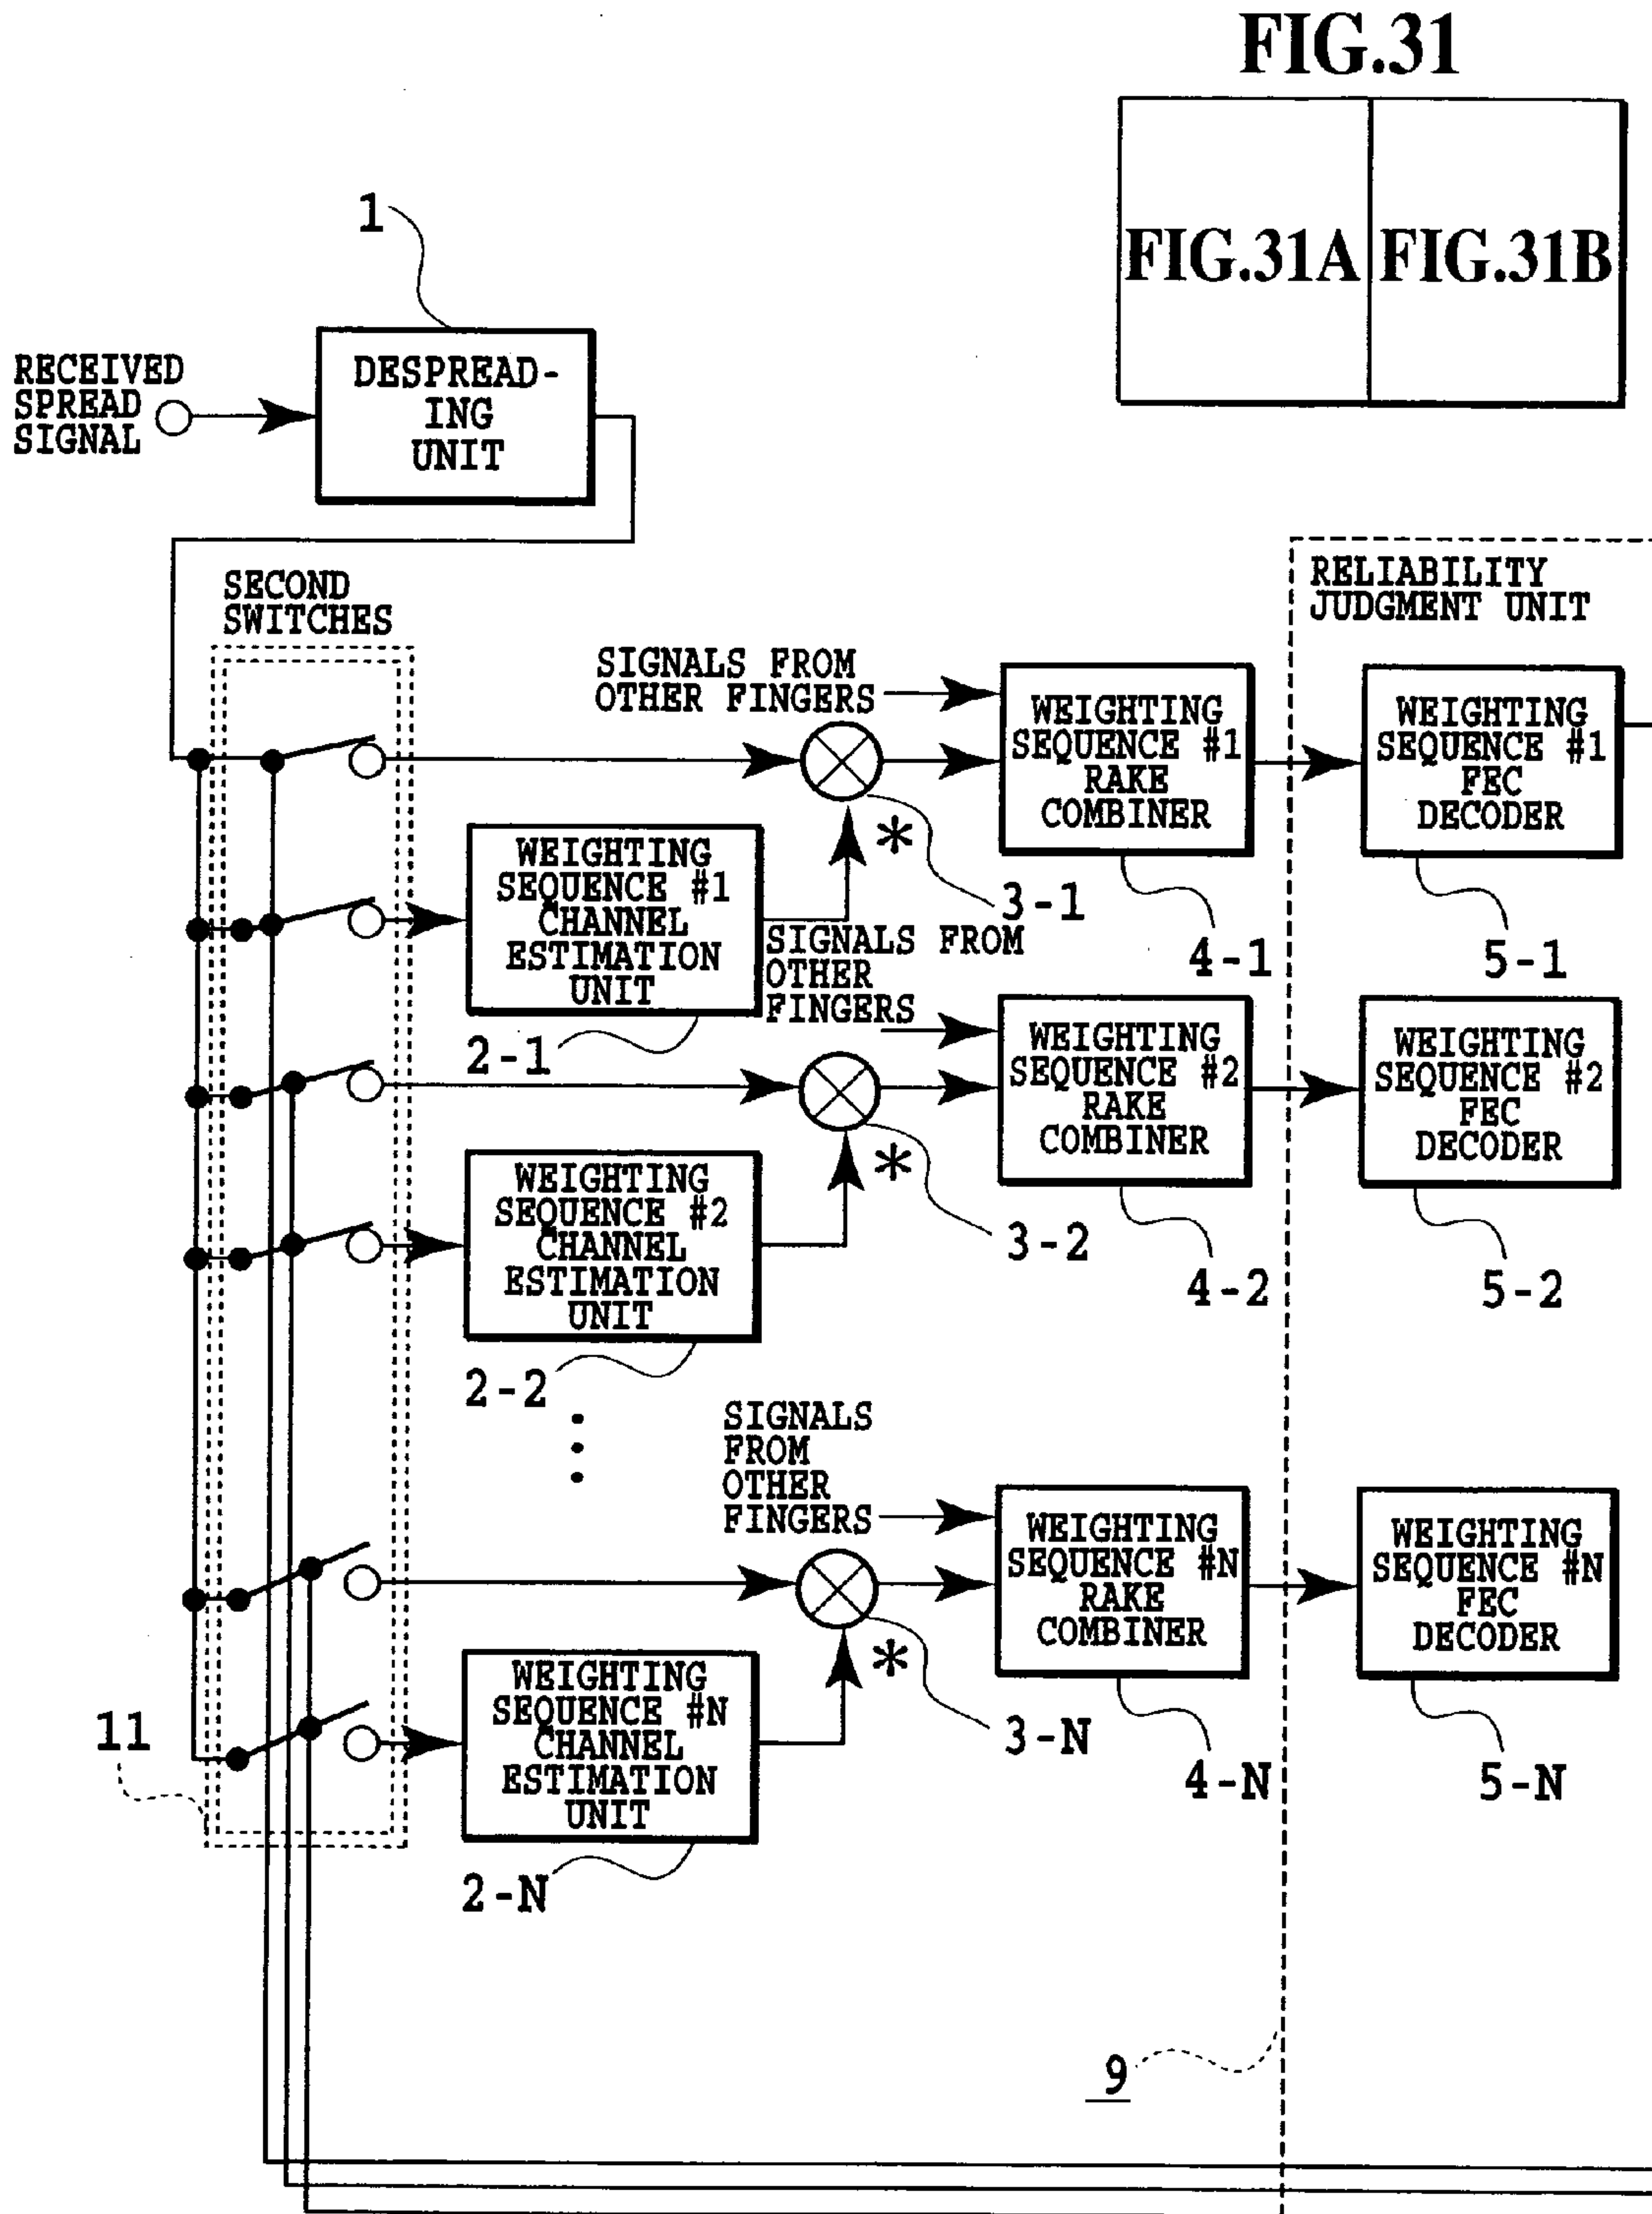 FIG.31
FIG.31A
FIG.31B
1
RECEIVED
SPREAD
SIGNAL
DESPREAD-
ING
UNIT
SECOND
SWITCHES
RELIABILITY
JUDGMENT UNIT
SIGNALS FROM
OTHER FINGERS
WEIGHTING
SEQUENCE #1
RAKE
COMBINER
WEIGHTING
SEQUENCE #1
FEC
DECODER
WEIGHTING
SEQUENCE #1
CHANNEL
ESTIMATION
UNIT
*
3-1
4-1
5-1
2-1
SIGNALS FROM
OTHER
FINGERS
WEIGHTING
SEQUENCE #2
RAKE
COMBINER
WEIGHTING
SEQUENCE #2
FEC
DECODER
WEIGHTING
SEQUENCE #2
CHANNEL
ESTIMATION
UNIT
*
3-2
4-2
5-2
2-2
SIGNALS
FROM
OTHER
FINGERS
WEIGHTING
SEQUENCE #N
RAKE
COMBINER
WEIGHTING
SEQUENCE #N
FEC
DECODER
WEIGHTING
SEQUENCE #N
CHANNEL
ESTIMATION
UNIT
*
3-N
4-N
5-N
11
2-N
9